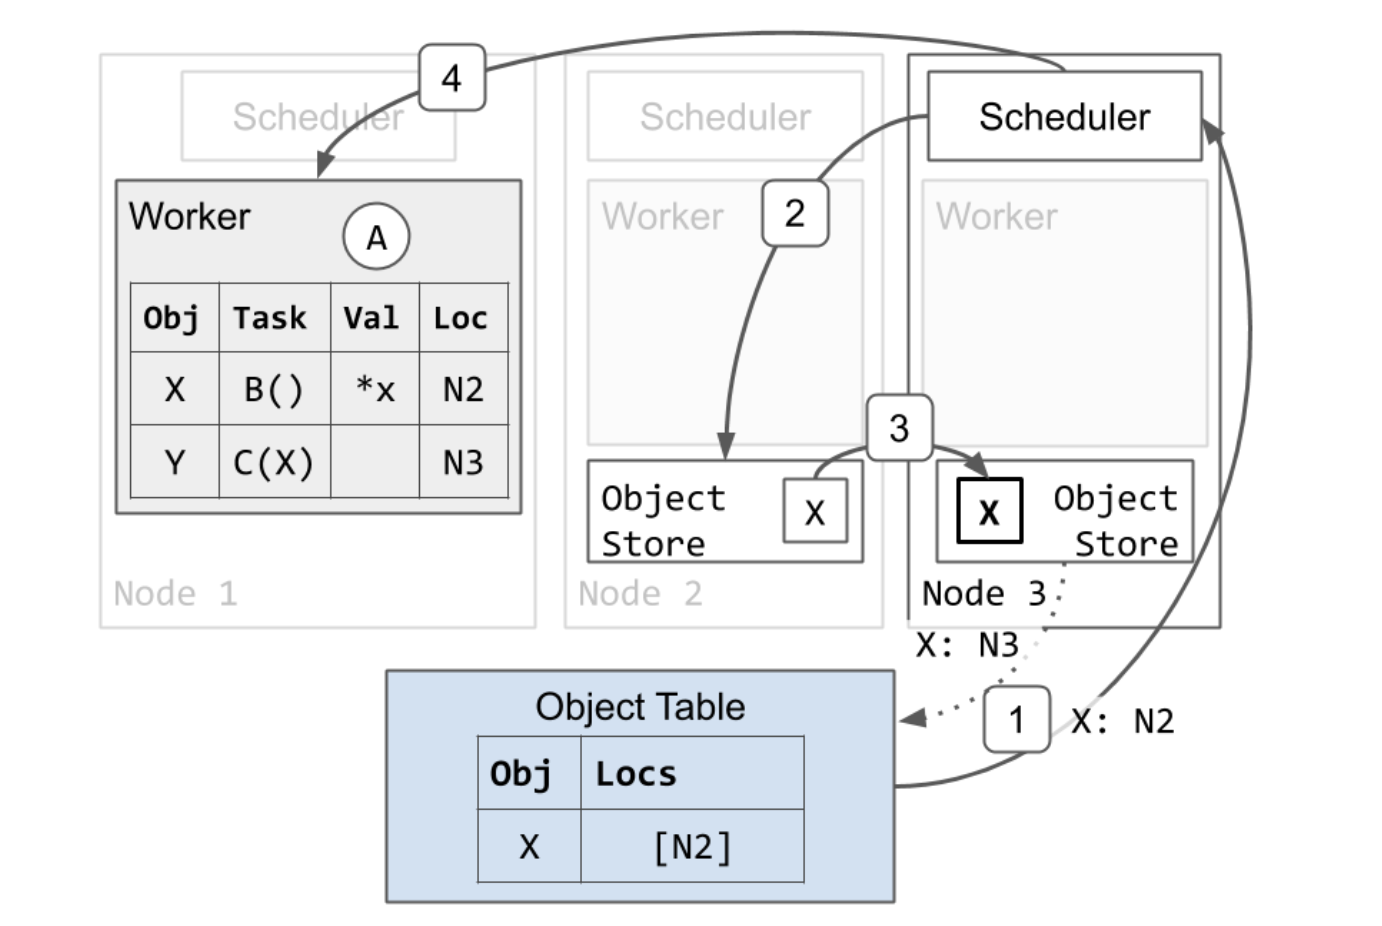 4
Scheduler
Scheduler
Scheduler
Worker
A
Obj Task Val Loc
X B() *x N2
Y C(X) N3
Node 1
Worker
2
Worker
3
Object
Store
X
Node 2
X
Object
Store
Node 3
X: N3
1
X: N2
Object Table
Obj Locs
X [N2]